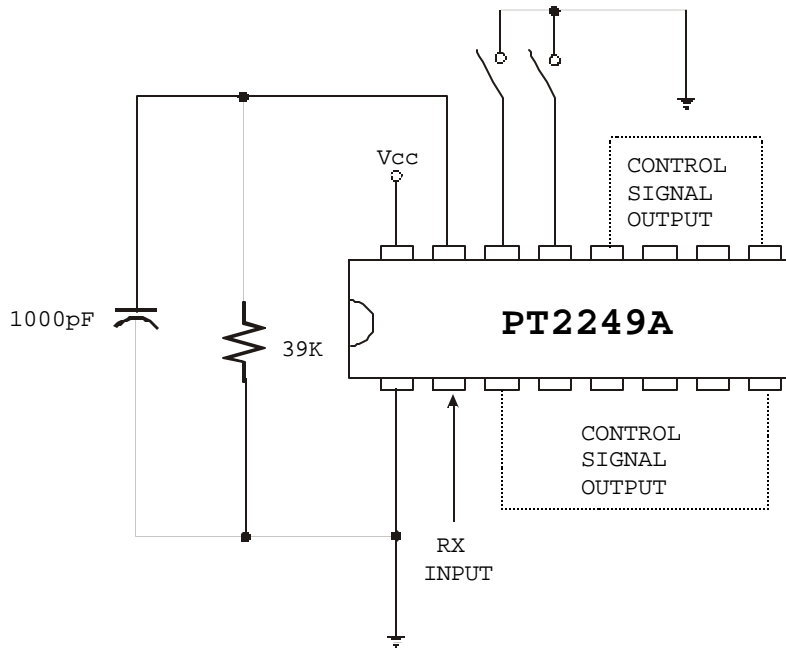 Vcc
CONTROL
SIGNAL
OUTPUT
1000pF
39K
PT2249A
CONTROL
SIGNAL
OUTPUT
RX
INPUT